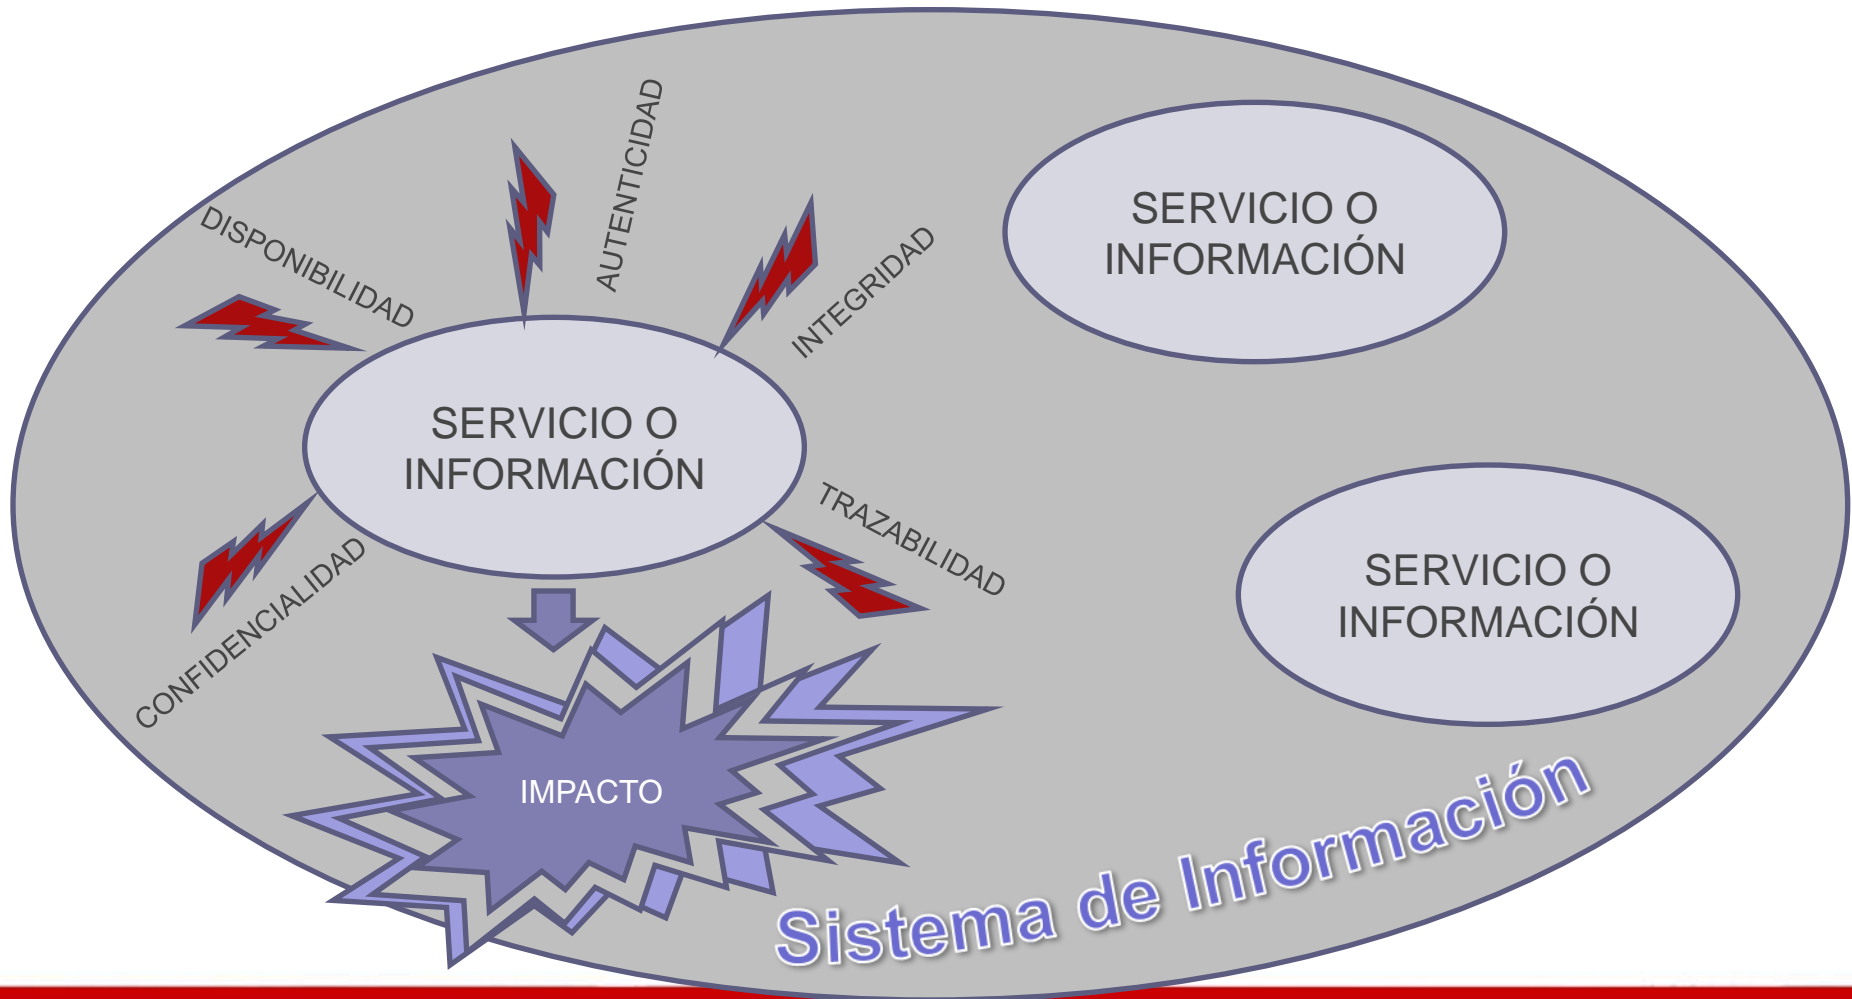 AUTENTICIDAD
DISPONIBILIDAD
INTEGRIDAD
SERVICIO O
INFORMACIÓN
SERVICIO O
INFORMACIÓN
TRAZABILIDAD
CONFIDENCIALIDAD
SERVICIO O
INFORMACIÓN
IMPACTO
Sistema de Información